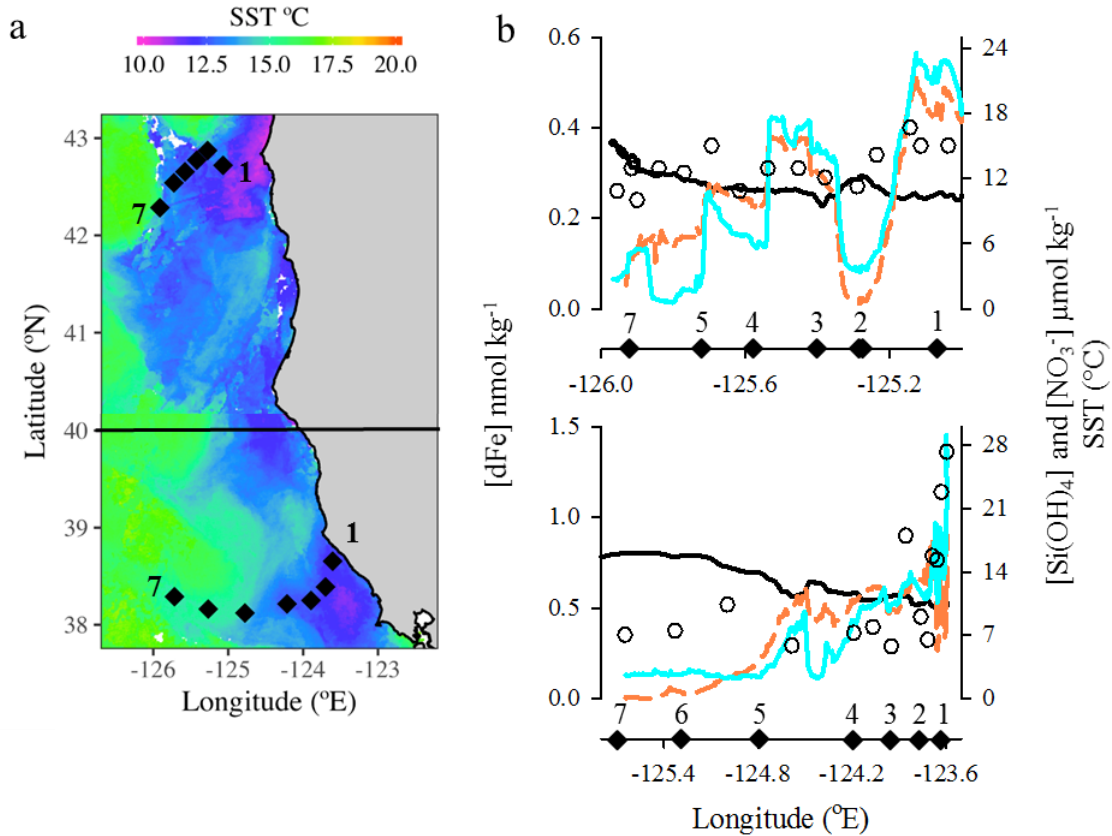 a
SST ºC
10.0 12.5 15.0 17.5 20.0
43
42
41
40
39
38
Latitude (ºN)
1
7
1
7
-126 -125 -124 -123
Longitude (ºE)
b
0.6
0.4
0.2
0.0
24
18
12
6
0
7 5 4 3 2 1
-126.0 -125.6 -125.2
[dFe] nmol kg-1
[Si(OH)4] and [NO3-] µmol kg-1
SST (°C)
1.5
1.0
0.5
0.0
28
21
14
7
0
7 6 5 4 3 2 1
-125.4 -124.8 -124.2 -123.6
Longitude (ºE)